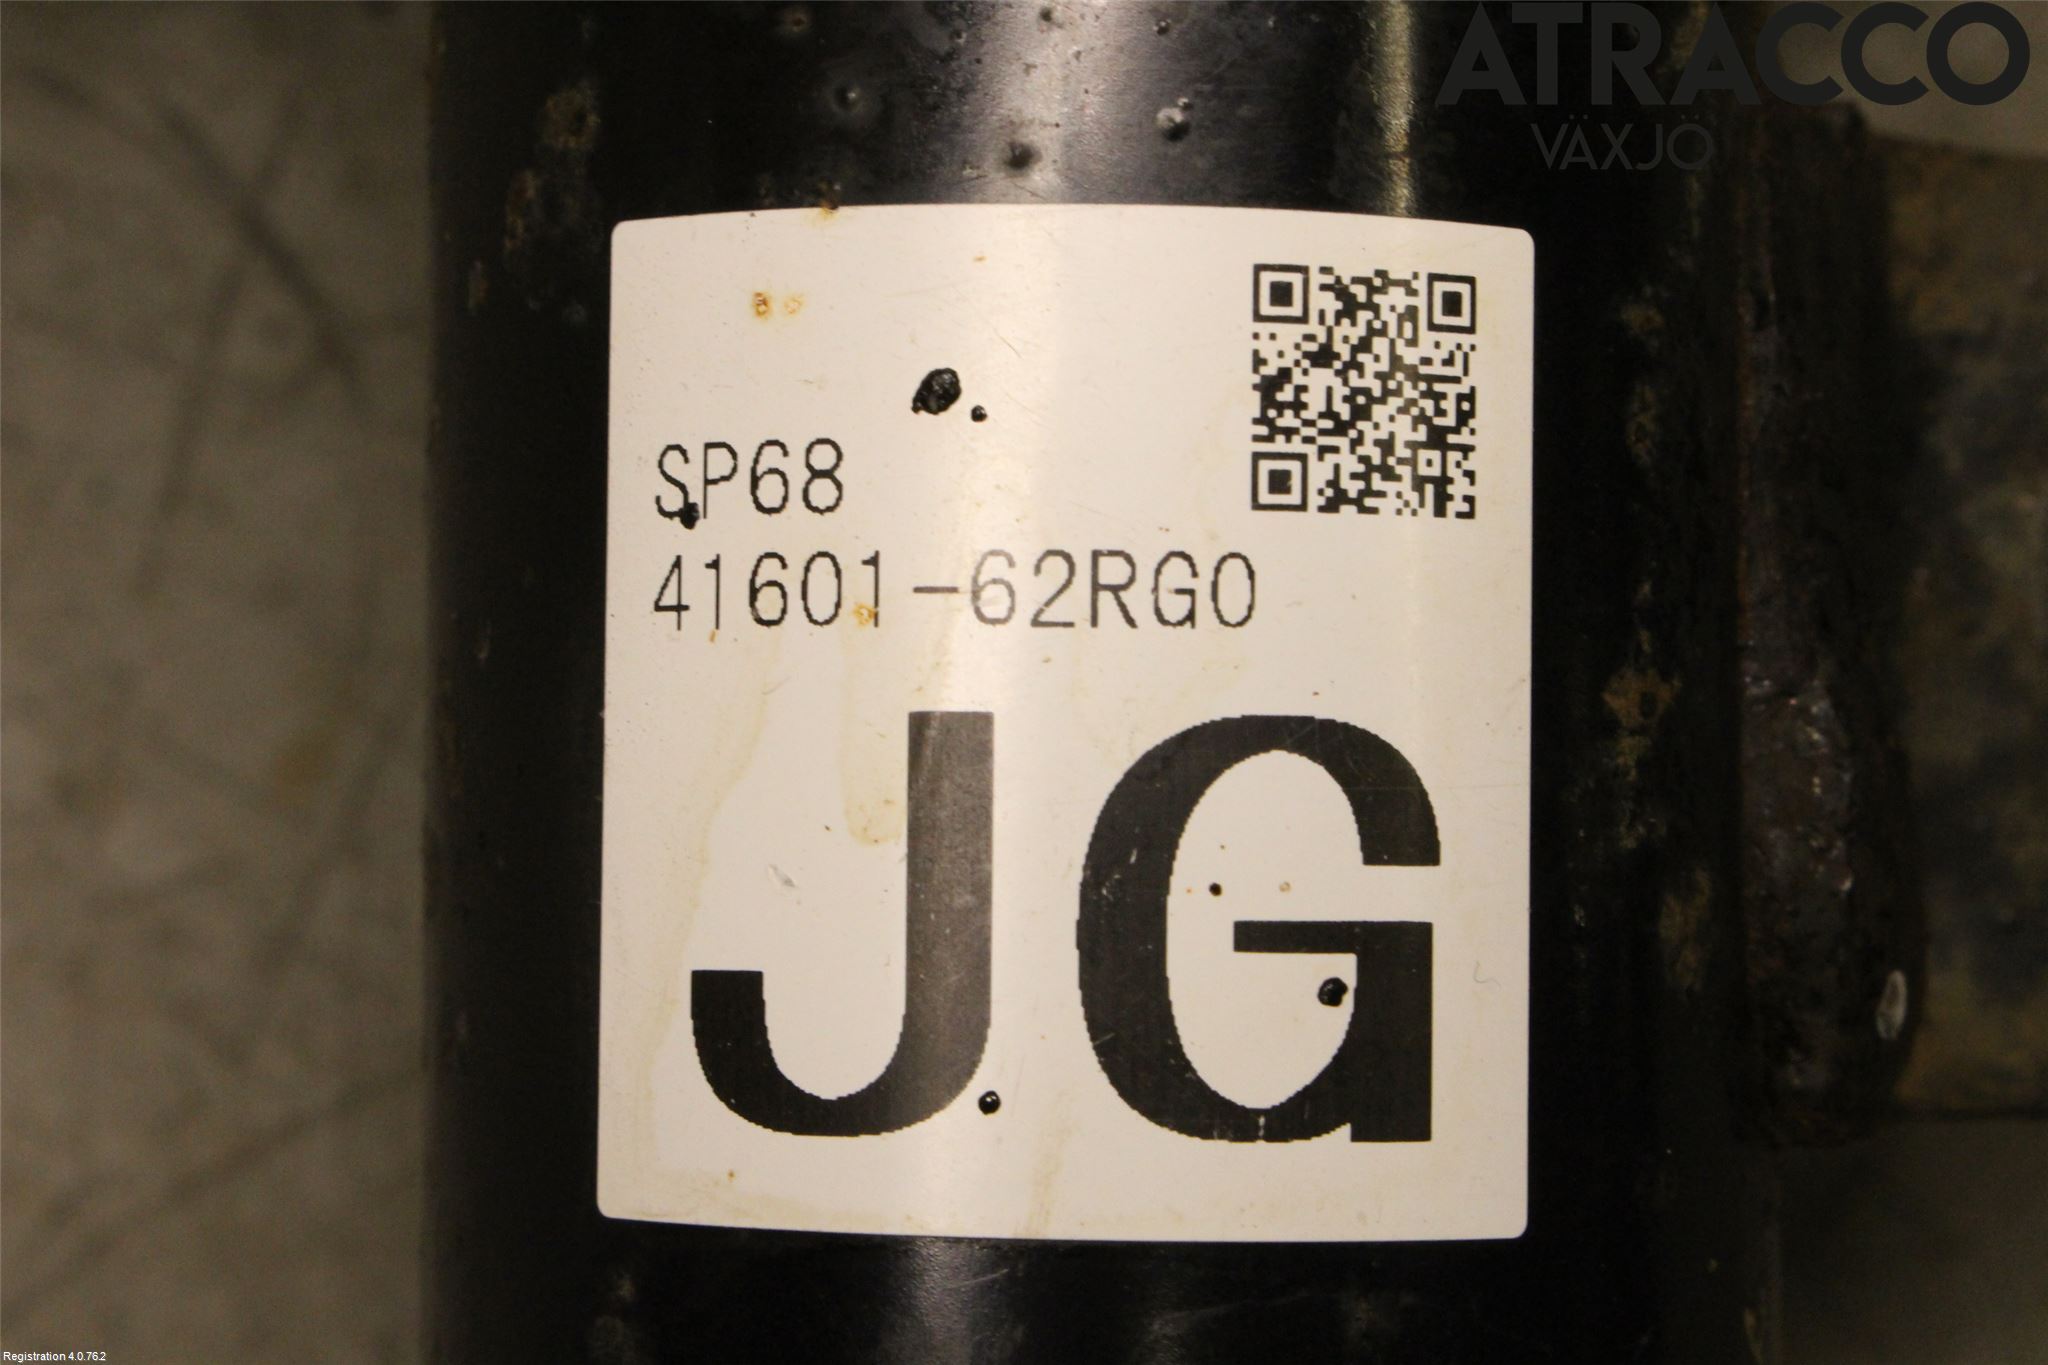 ATRACCO
VÄXJÖ
SP68
41601-62RG0
JG
Registration 4.0.76.2